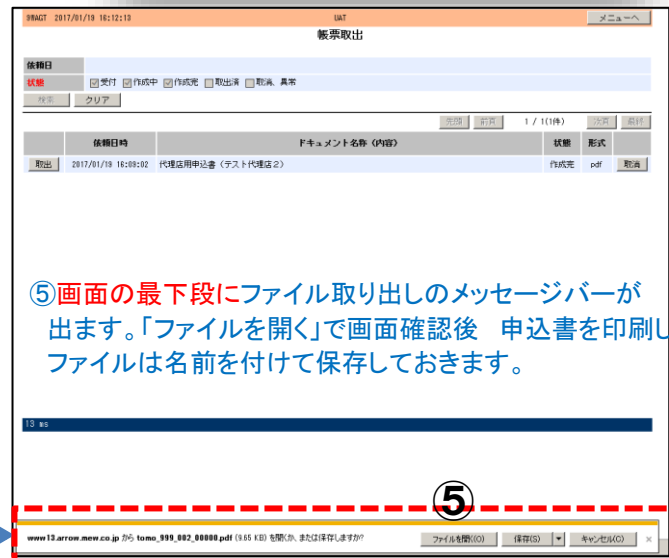 99AGT 2017/01/19 16:12:13 UAT メニューへ
帳票取出
依頼日
状態 受付 作成中 作成完 取出済 取消、異常
検索 クリア
先頭 前頁 1 / 1(1件) 次頁 最終
依頼日時 ドキュメント名称（内容） 状態 形式
取出 2017/01/19 16:09:02 代理店用申込書（テスト代理店２） 作成完 pdf 取消
⑤画面の最下段にファイル取り出しのメッセージバーが
出ます。「ファイルを開く」で画面確認後 申込書を印刷し
ファイルは名前を付けて保存しておきます。
13 ms
⑤
www13.arrow.mew.co.jp から tomo_999_002_00000.pdf (9.65 KB) を開くか、または保存しますか?
ファイルを開く(O) 保存(S) ▼ キャンセル(C) ×